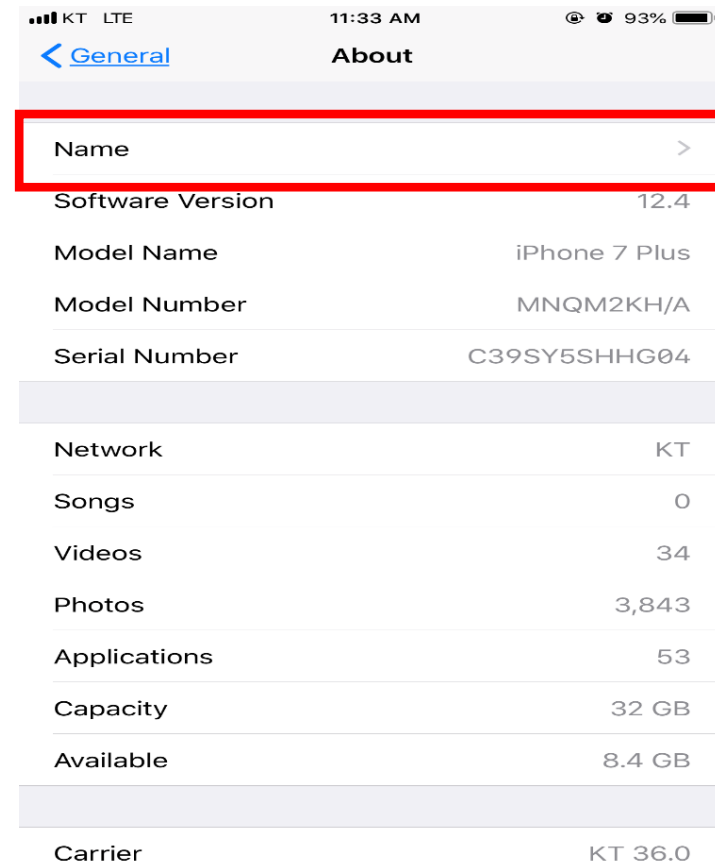 KT LTE 11:33 AM 93%
General About
Name
Software Version 12.4
Model Name iPhone 7 Plus
Model Number MNQM2KH/A
Serial Number C39SY5SHHG04
Network KT
Songs 0
Videos 34
Photos 3,843
Applications 53
Capacity 32 GB
Available 8.4 GB
Carrier KT 36.0